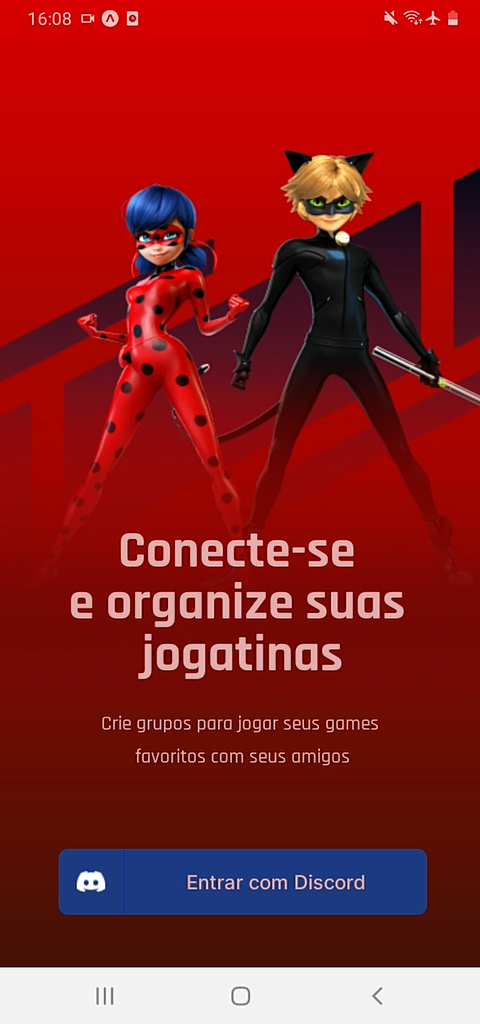 16:08
Conecte-se
e organize suas
jogatinas
Crie grupos para jogar seus games
favoritos com seus amigos
Entrar com Discord